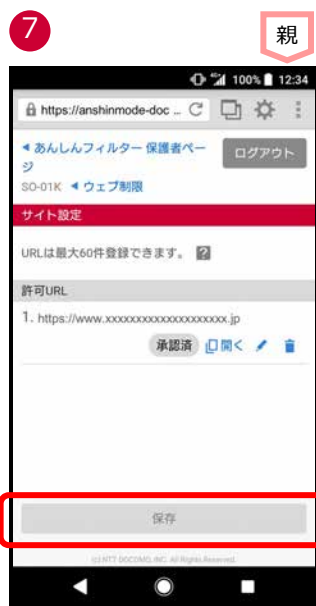 7
親
100% 12:34
https://anshinmode-doc ...
◀ あんしんフィルター 保護者ページ
ログアウト
SO-01K ◀ ウェブ制限
サイト設定
URLは最大60件登録できます。 ?
許可URL
1. https://www.xxxxxxxxxxxxxxxxxxxx.jp
承認済 開く
保存
(c) NTT DOCOMO, INC. All Rights Reserved.